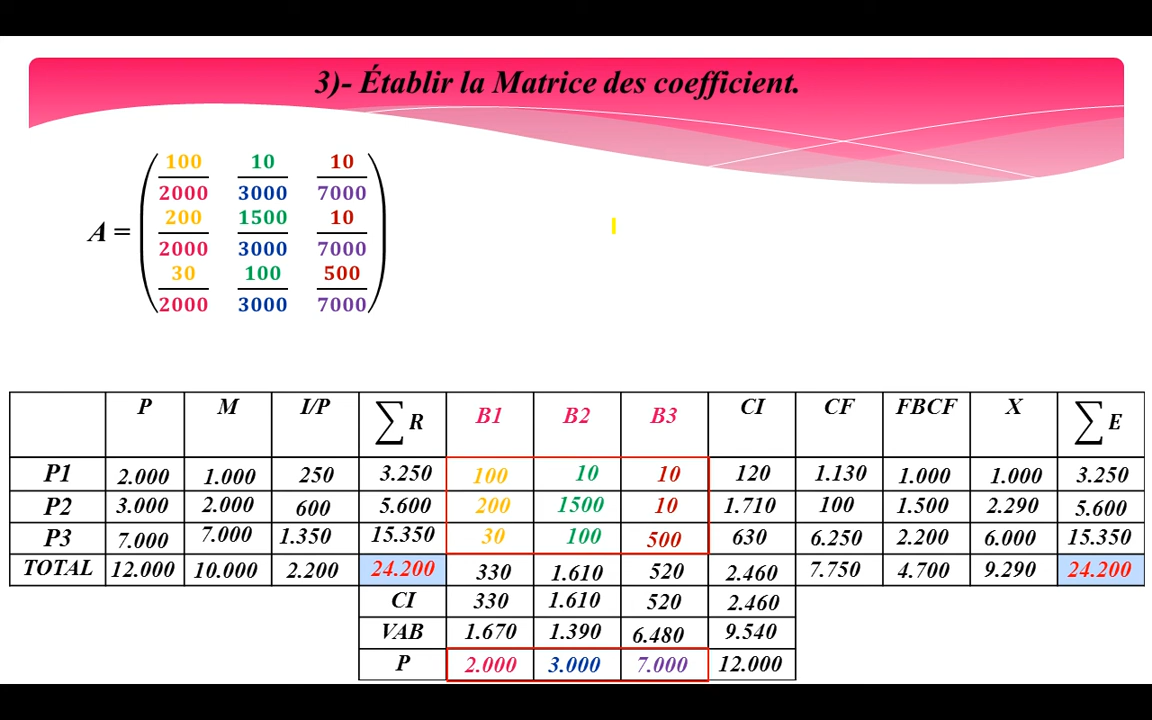 3)- Établir la Matrice des coefficient.
100 10 10
2000 3000 7000
200 1500 10
A =
2000 3000 7000
30 100 500
2000 3000 7000
P M I/P ∑ R B1 B2 B3 CI CF FBCF X ∑ E
P1 2.000 1.000 250 3.250 100 10 10 120 1.130 1.000 1.000 3.250
P2 3.000 2.000 600 5.600 200 1500 10 1.710 100 1.500 2.290 5.600
P3 7.000 7.000 1.350 15.350 30 100 500 630 6.250 2.200 6.000 15.350
TOTAL 12.000 10.000 2.200 24.200 330 1.610 520 2.460 7.750 4.700 9.290 24.200
CI 330 1.610 520 2.460
VAB 1.670 1.390 6.480 9.540
P 2.000 3.000 7.000 12.000